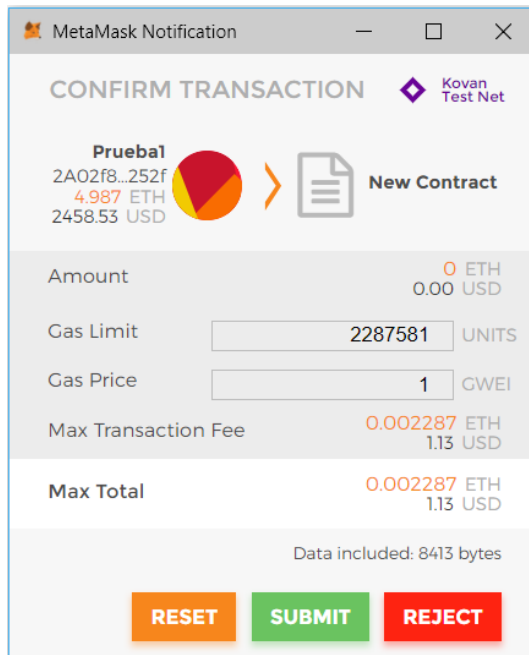 MetaMask Notification
CONFIRM TRANSACTION
Kovan
Test Net
Prueba1
2A02f8...252f
4.987 ETH
2458.53 USD
New Contract
Amount
0 ETH
0.00 USD
Gas Limit
2287581 UNITS
Gas Price
1 GWEI
Max Transaction Fee
0.002287 ETH
1.13 USD
Max Total
0.002287 ETH
1.13 USD
Data included: 8413 bytes
RESET
SUBMIT
REJECT